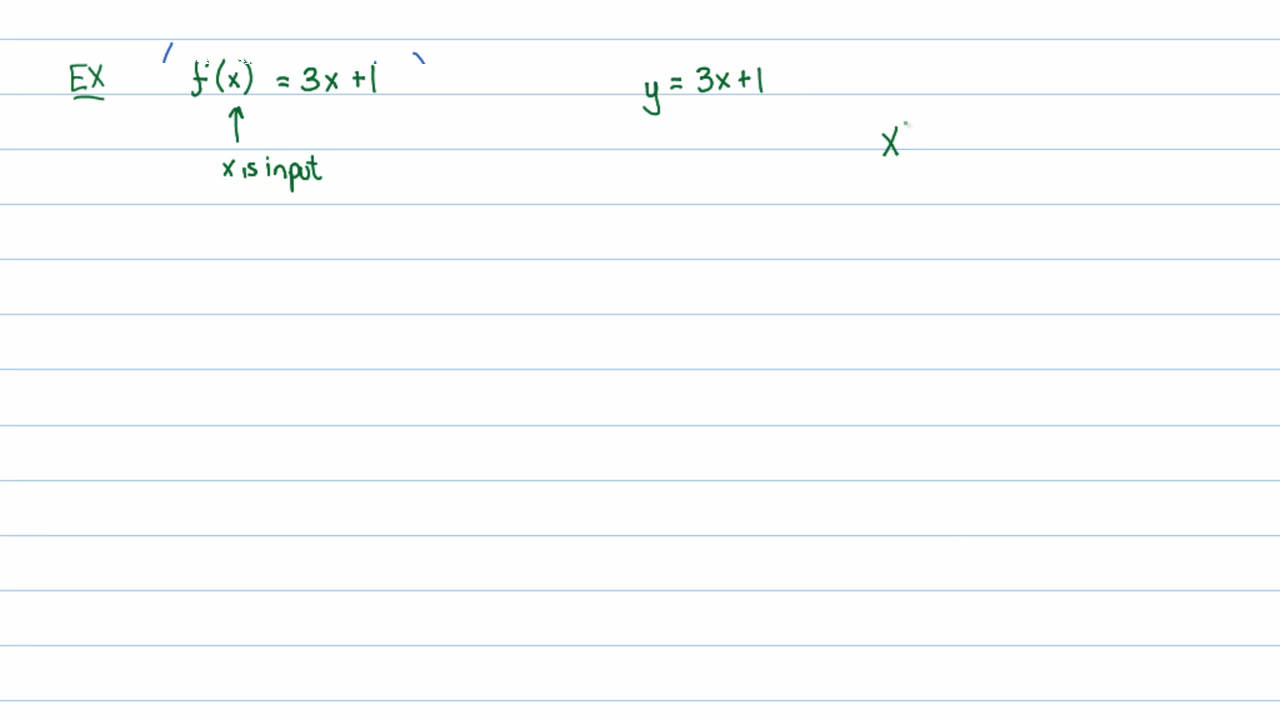 EX f(x) = 3x +1 y = 3x+1
x
x is input